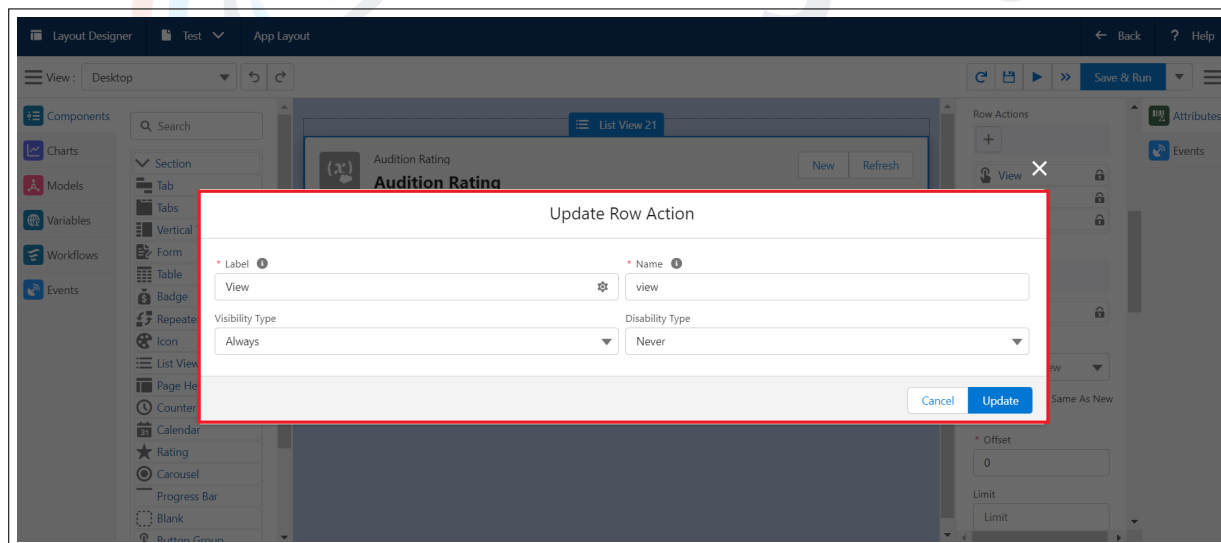 Layout Designer Test App Layout Back ? Help
View : Desktop Save & Run
Components
Charts
Models
Variables
Workflows
Events
Search
Section
Tab
Tabs
Vertical
Form
Table
Badge
Repeate
Icon
List View
Page He
Counter
Calendar
Rating
Carousel
Progress Bar
Blank
Button Group
List View 21
Audition Rating
Audition Rating
New Refresh
Row Actions
+
View
Same As New
* Offset
0
Limit
Limit
Attributes
Events
Update Row Action
* Label
View
* Name
view
Visibility Type
Always
Disability Type
Never
Cancel Update